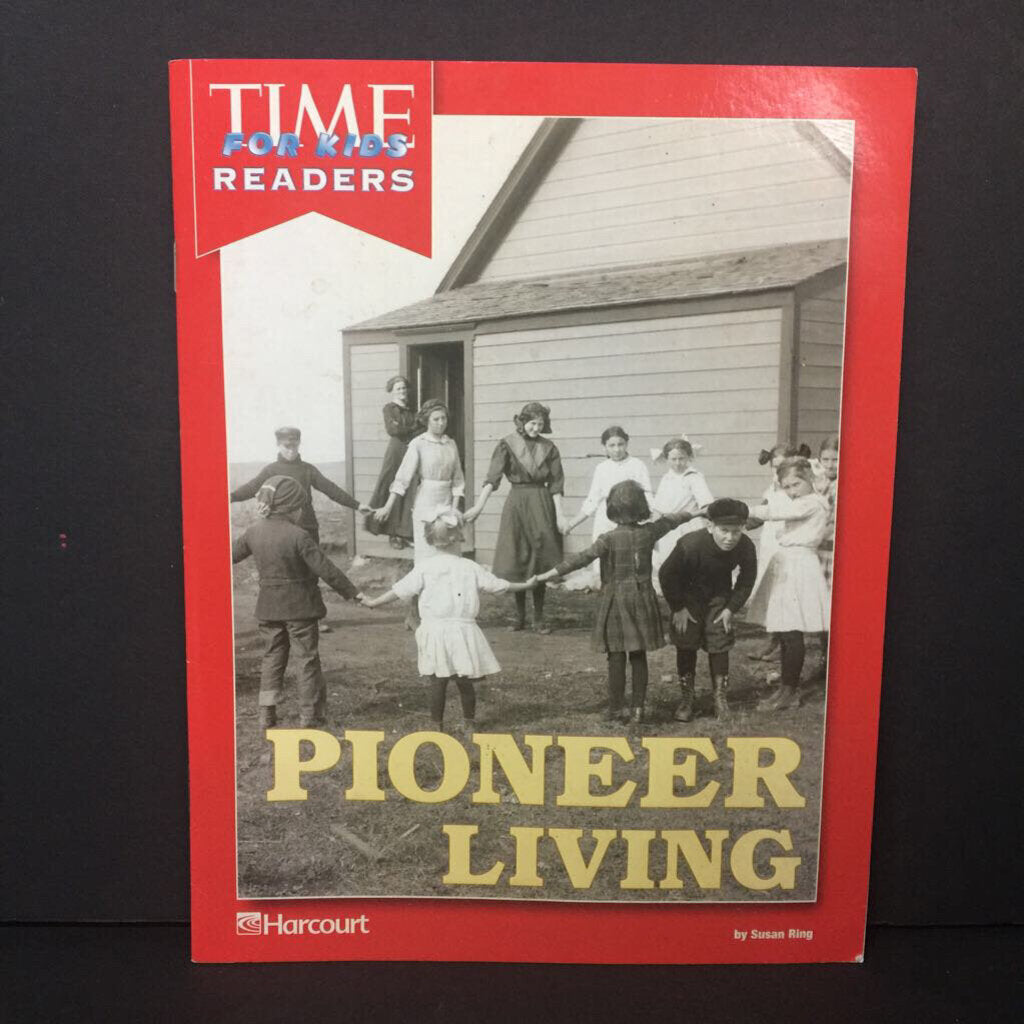 TIME
FOR KIDS
READERS
PIONEER
LIVING
Harcourt
by Susan Ring